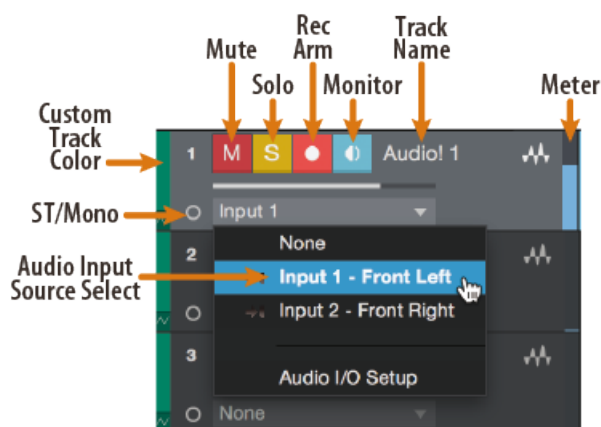 Mute
Rec
Arm
Track
Name
Solo
Monitor
Meter
Custom
Track
Color
1
M
S
Audio! 1
ST/Mono
Input 1
None
2
Audio Input
Source Select
Input 1 - Front Left
Input 2 - Front Right
3
Audio I/O Setup
None